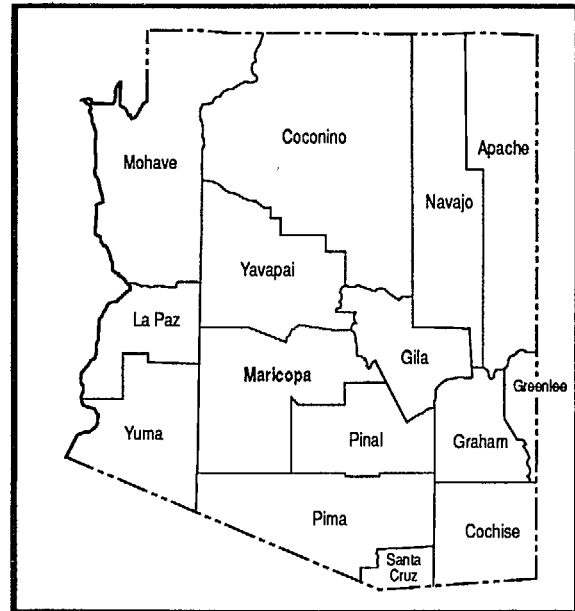 Mohave
Coconino
Apache
Navajo
Yavapai
La Paz
Gila
Maricopa
Greenlee
Yuma
Pinal
Graham
Pima
Cochise
Santa
Cruz